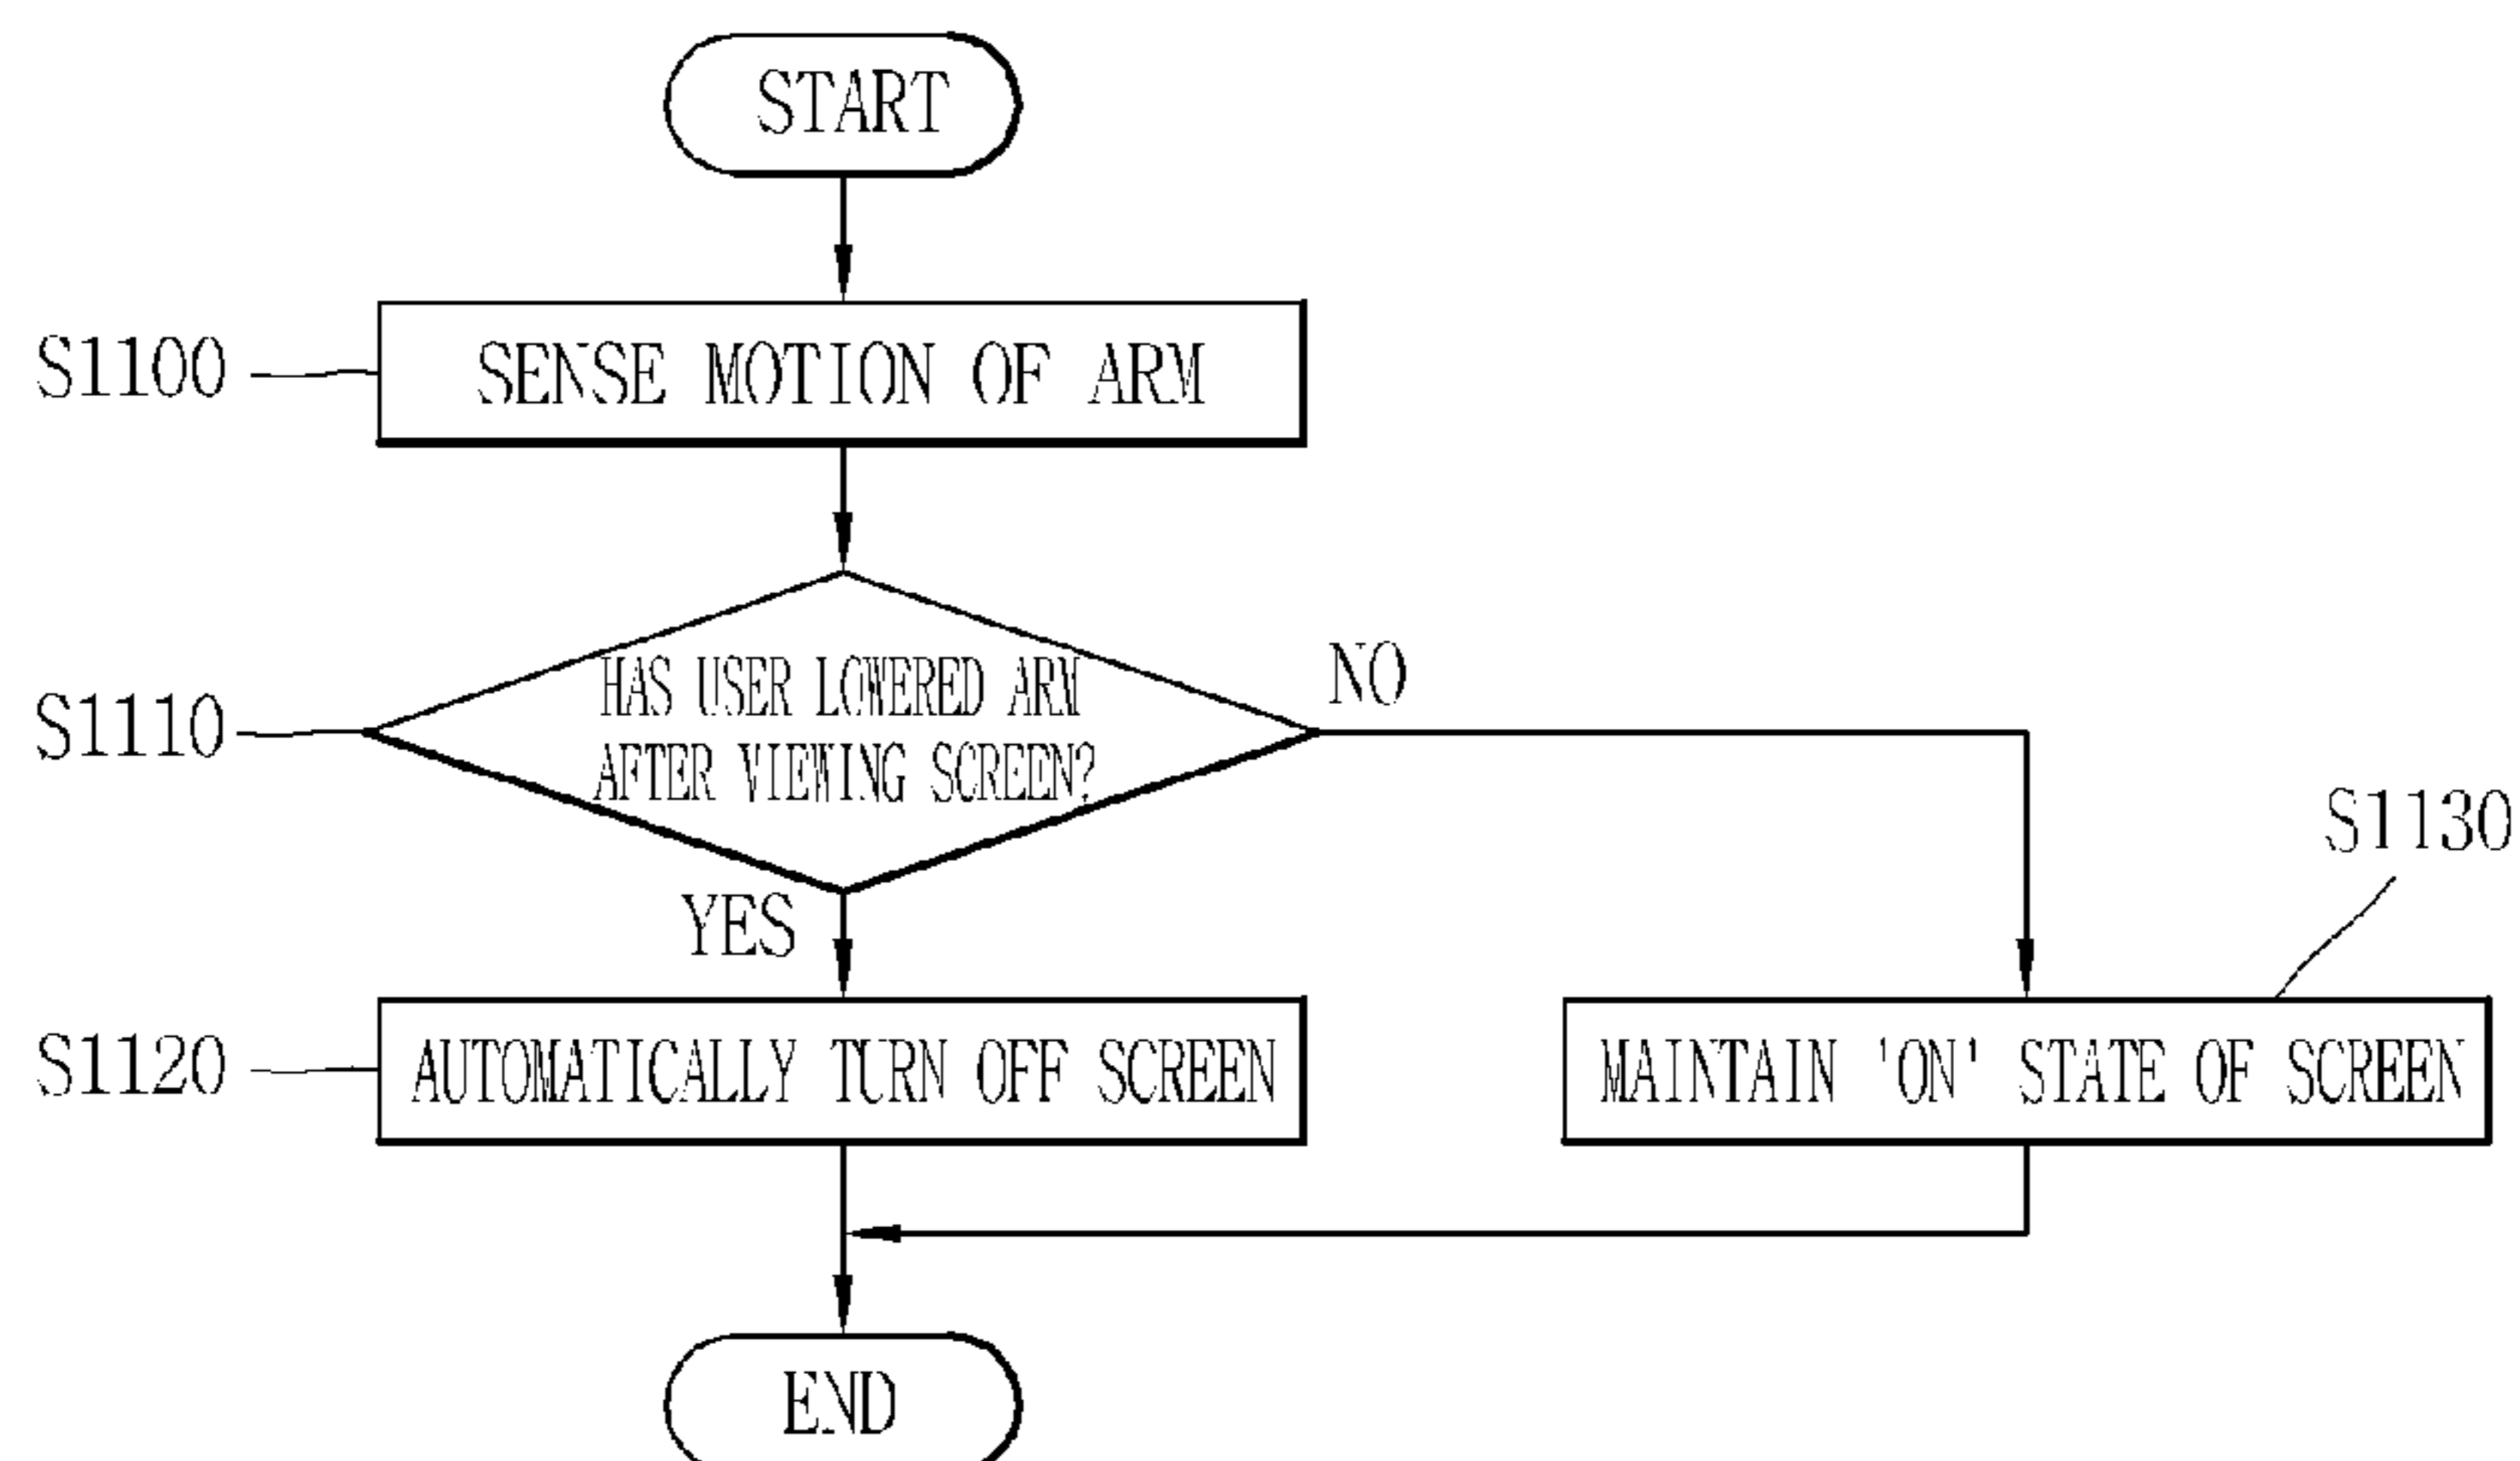 START
S1100
SENSE MOTION OF ARM
S1110
HAS USER LOWERED ARM
AFTER VIEWING SCREEN?
NO
YES
S1130
S1120
AUTOMATICALLY TURN OFF SCREEN
MAINTAIN 'ON' STATE OF SCREEN
END